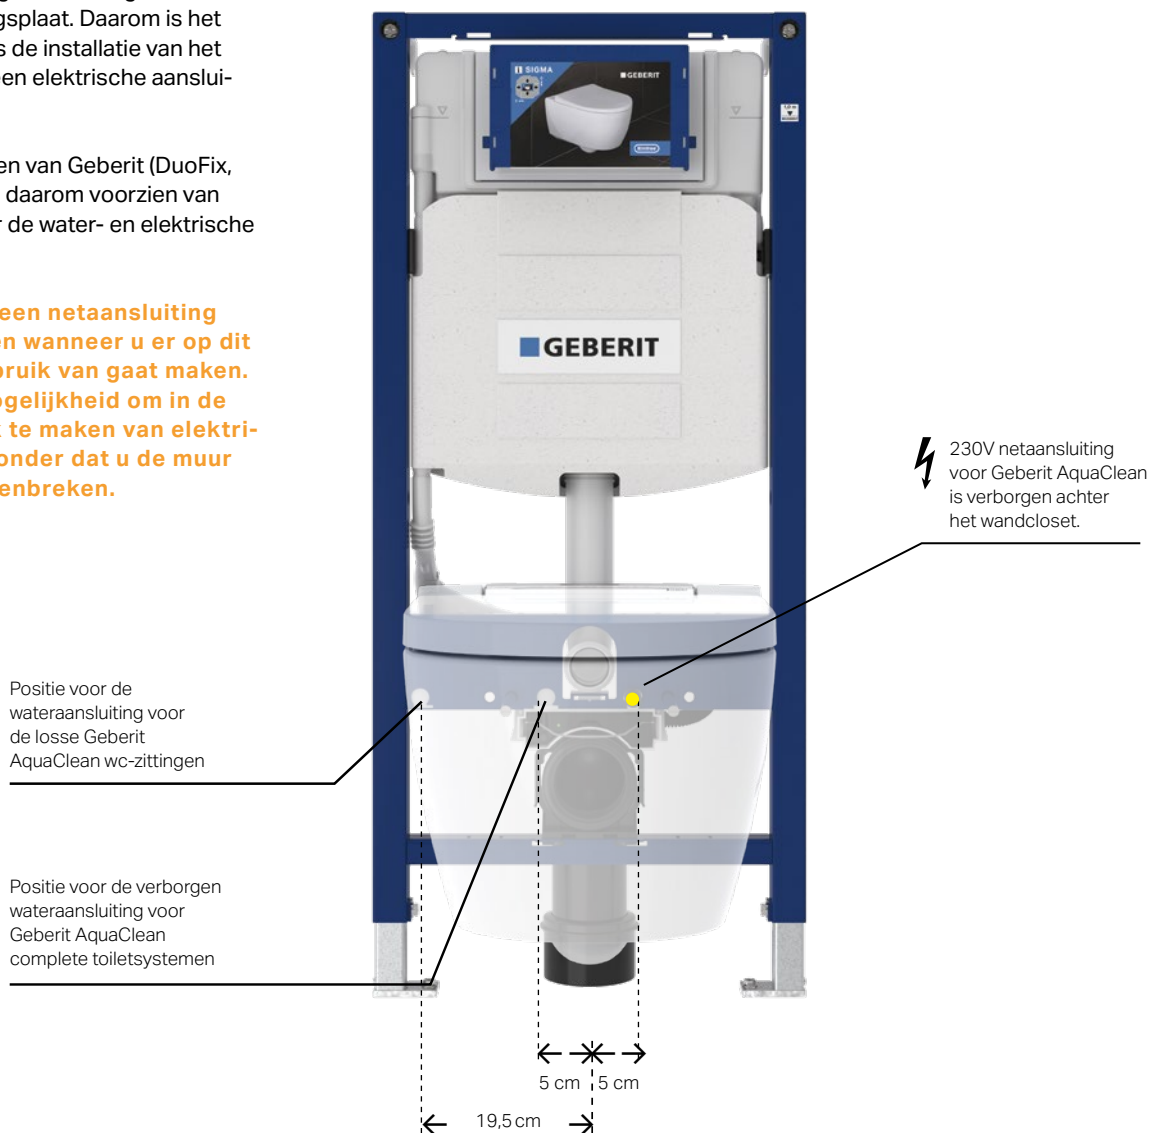 gsplaat. Daarom is het
s de installatie van het
een elektrische aanslui-
en van Geberit (DuoFix,
daarom voorzien van
r de water- en elektrische
een netaansluiting
en wanneer u er op dit
bruik van gaat maken.
ogelijkheid om in de
k te maken van elektri-
onder dat u de muur
enbreken.
SIGMA
GEBERIT
GEBERIT
230V netaansluiting
voor Geberit AquaClean
is verborgen achter
het wandcloset.
Positie voor de
wateraansluiting voor
de losse Geberit
AquaClean wc-zittingen
Positie voor de verborgen
wateraansluiting voor
Geberit AquaClean
complete toiletsystemen
5 cm
5 cm
19,5 cm